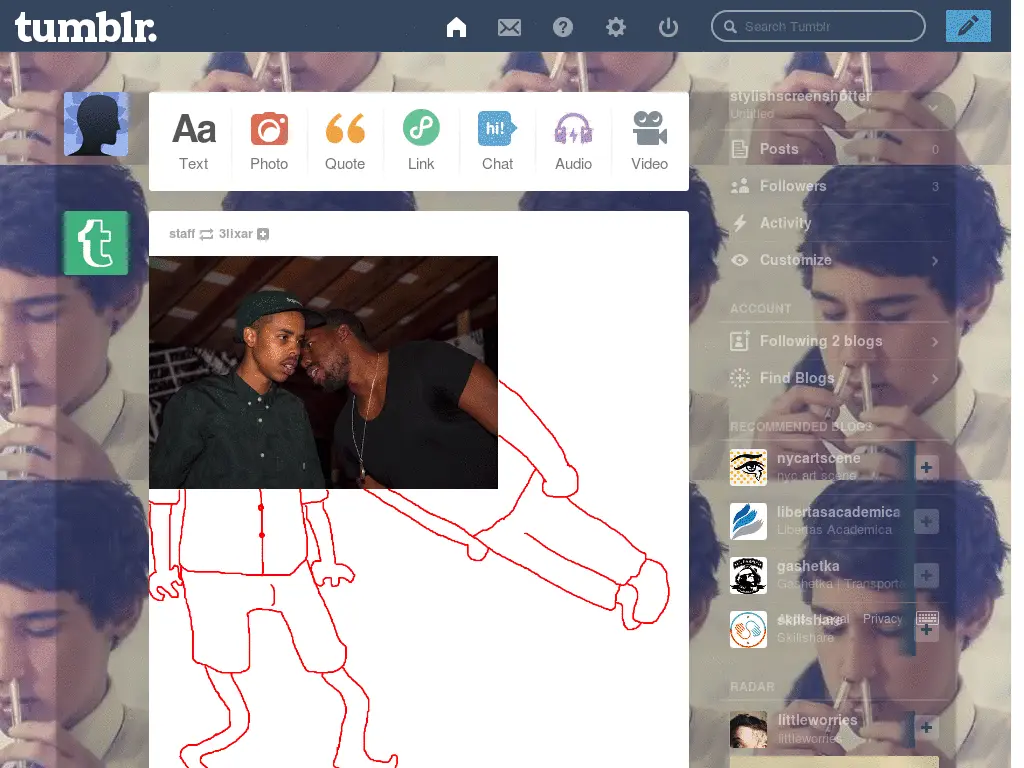 tumblr.
Search Tumblr
Aa
hi!
Text
Photo
Quote
Link
Chat
Audio
Video
t
staff 3lixar
stylishscreenshotter
Untitled
Posts 0
Followers 3
Activity
Customize
ACCOUNT
Following 2 blogs
Find Blogs
RECOMMENDED BLOGS
nycartscene
nyc art scene
libertasacademica
Libertas Academica
gashetka
Gashetka | Transporta
skillshare
Legal Privacy
Skillshare
RADAR
littleworries
littleworries